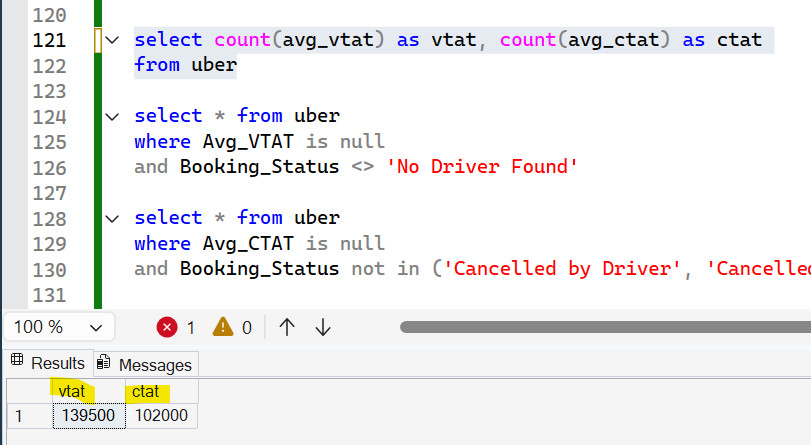 120
121 select count(avg_vtat) as vtat, count(avg_ctat) as ctat
122 from uber
123
124 select * from uber
125 where Avg_VTAT is null
126 and Booking_Status <> 'No Driver Found'
127
128 select * from uber
129 where Avg_CTAT is null
130 and Booking_Status not in ('Cancelled by Driver', 'Cancelled
131
100 % 1 0
Results Messages
vtat ctat
1 139500 102000